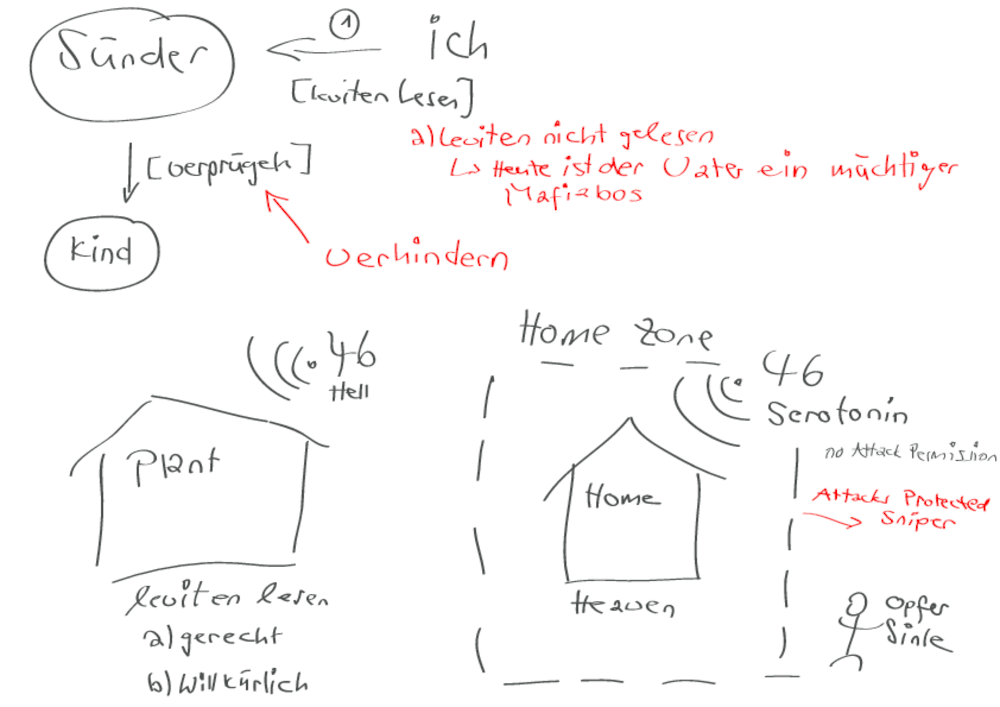 Sünder
①
ich
[Leviten lesen]
a) Leviten nicht gelesen
↳ Heute ist der Vater ein mächtiger
Mafiabos
[verprügeln]
Kind
verhindern
46
Hell
Plant
Leviten lesen
a) gerecht
b) Willkürlich
Home Zone
46
Serotonin
no Attack Permission
Attacks Protected
→ Sniper
Home
Heaven
Opfer